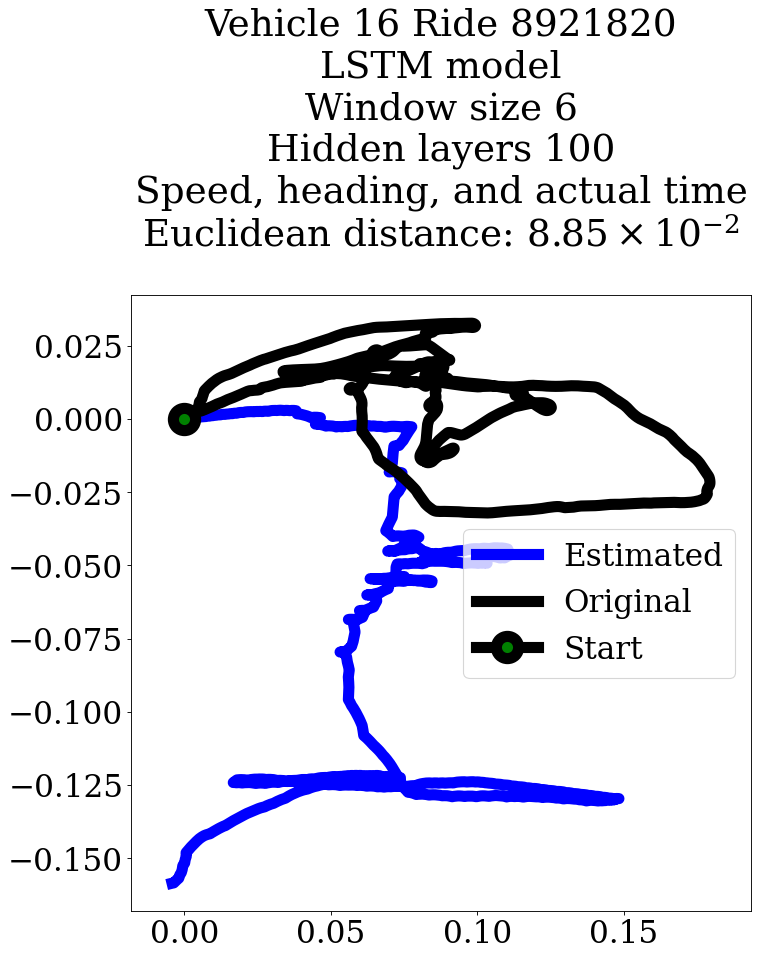 Vehicle 16 Ride 8921820
LSTM model
Window size 6
Hidden layers 100
Speed, heading, and actual time
Euclidean distance: 8.85 × 10⁻²
0.025
0.000
−0.025
−0.050
−0.075
−0.100
−0.125
−0.150
Estimated
Original
Start
0.00 0.05 0.10 0.15